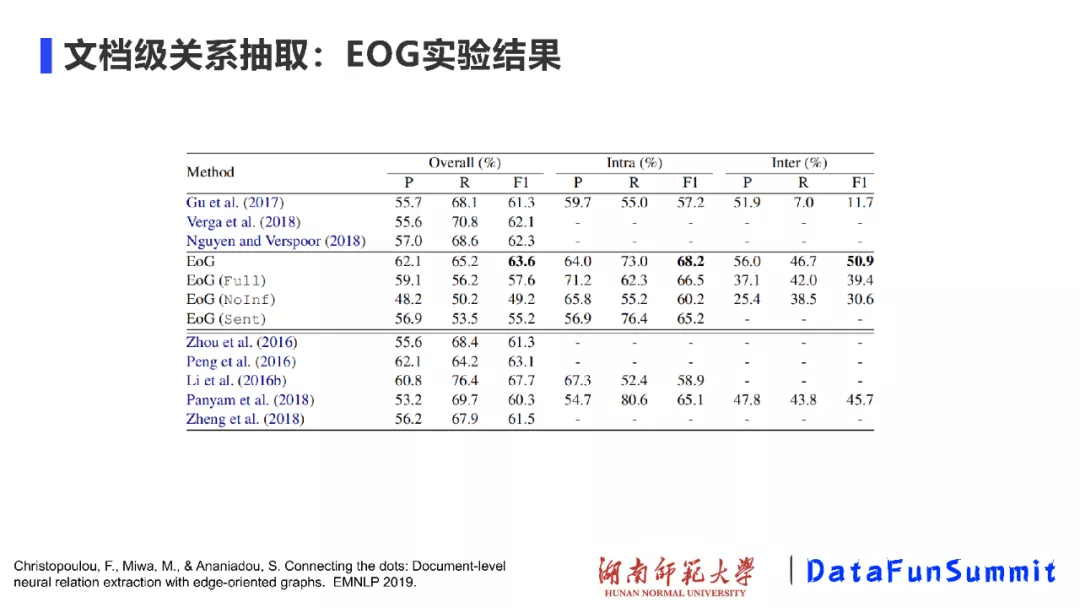 文档级关系抽取：EOG实验结果
Method Overall (%) Intra (%) Inter (%)
P R F1 P R F1 P R F1
Gu et al. (2017) 55.7 68.1 61.3 59.7 55.0 57.2 51.9 7.0 11.7
Verga et al. (2018) 55.6 70.8 62.1 - - - - - -
Nguyen and Verspoor (2018) 57.0 68.6 62.3 - - - - - -
EoG 62.1 65.2 63.6 64.0 73.0 68.2 56.0 46.7 50.9
EoG (Full) 59.1 56.2 57.6 71.2 62.3 66.5 37.1 42.0 39.4
EoG (NoInf) 48.2 50.2 49.2 65.8 55.2 60.2 25.4 38.5 30.6
EoG (Sent) 56.9 53.5 55.2 56.9 76.4 65.2 - - -
Zhou et al. (2016) 55.6 68.4 61.3 - - - - - -
Peng et al. (2016) 62.1 64.2 63.1 - - - - - -
Li et al. (2016b) 60.8 76.4 67.7 67.3 52.4 58.9 - - -
Panyam et al. (2018) 53.2 69.7 60.3 54.7 80.6 65.1 47.8 43.8 45.7
Zheng et al. (2018) 56.2 67.9 61.5 - - - - - -
Christopoulou, F., Miwa, M., & Ananiadou, S. Connecting the dots: Document-level
neural relation extraction with edge-oriented graphs. EMNLP 2019.
湖南師範大學
HUNAN NORMAL UNIVERSITY
DataFunSummit